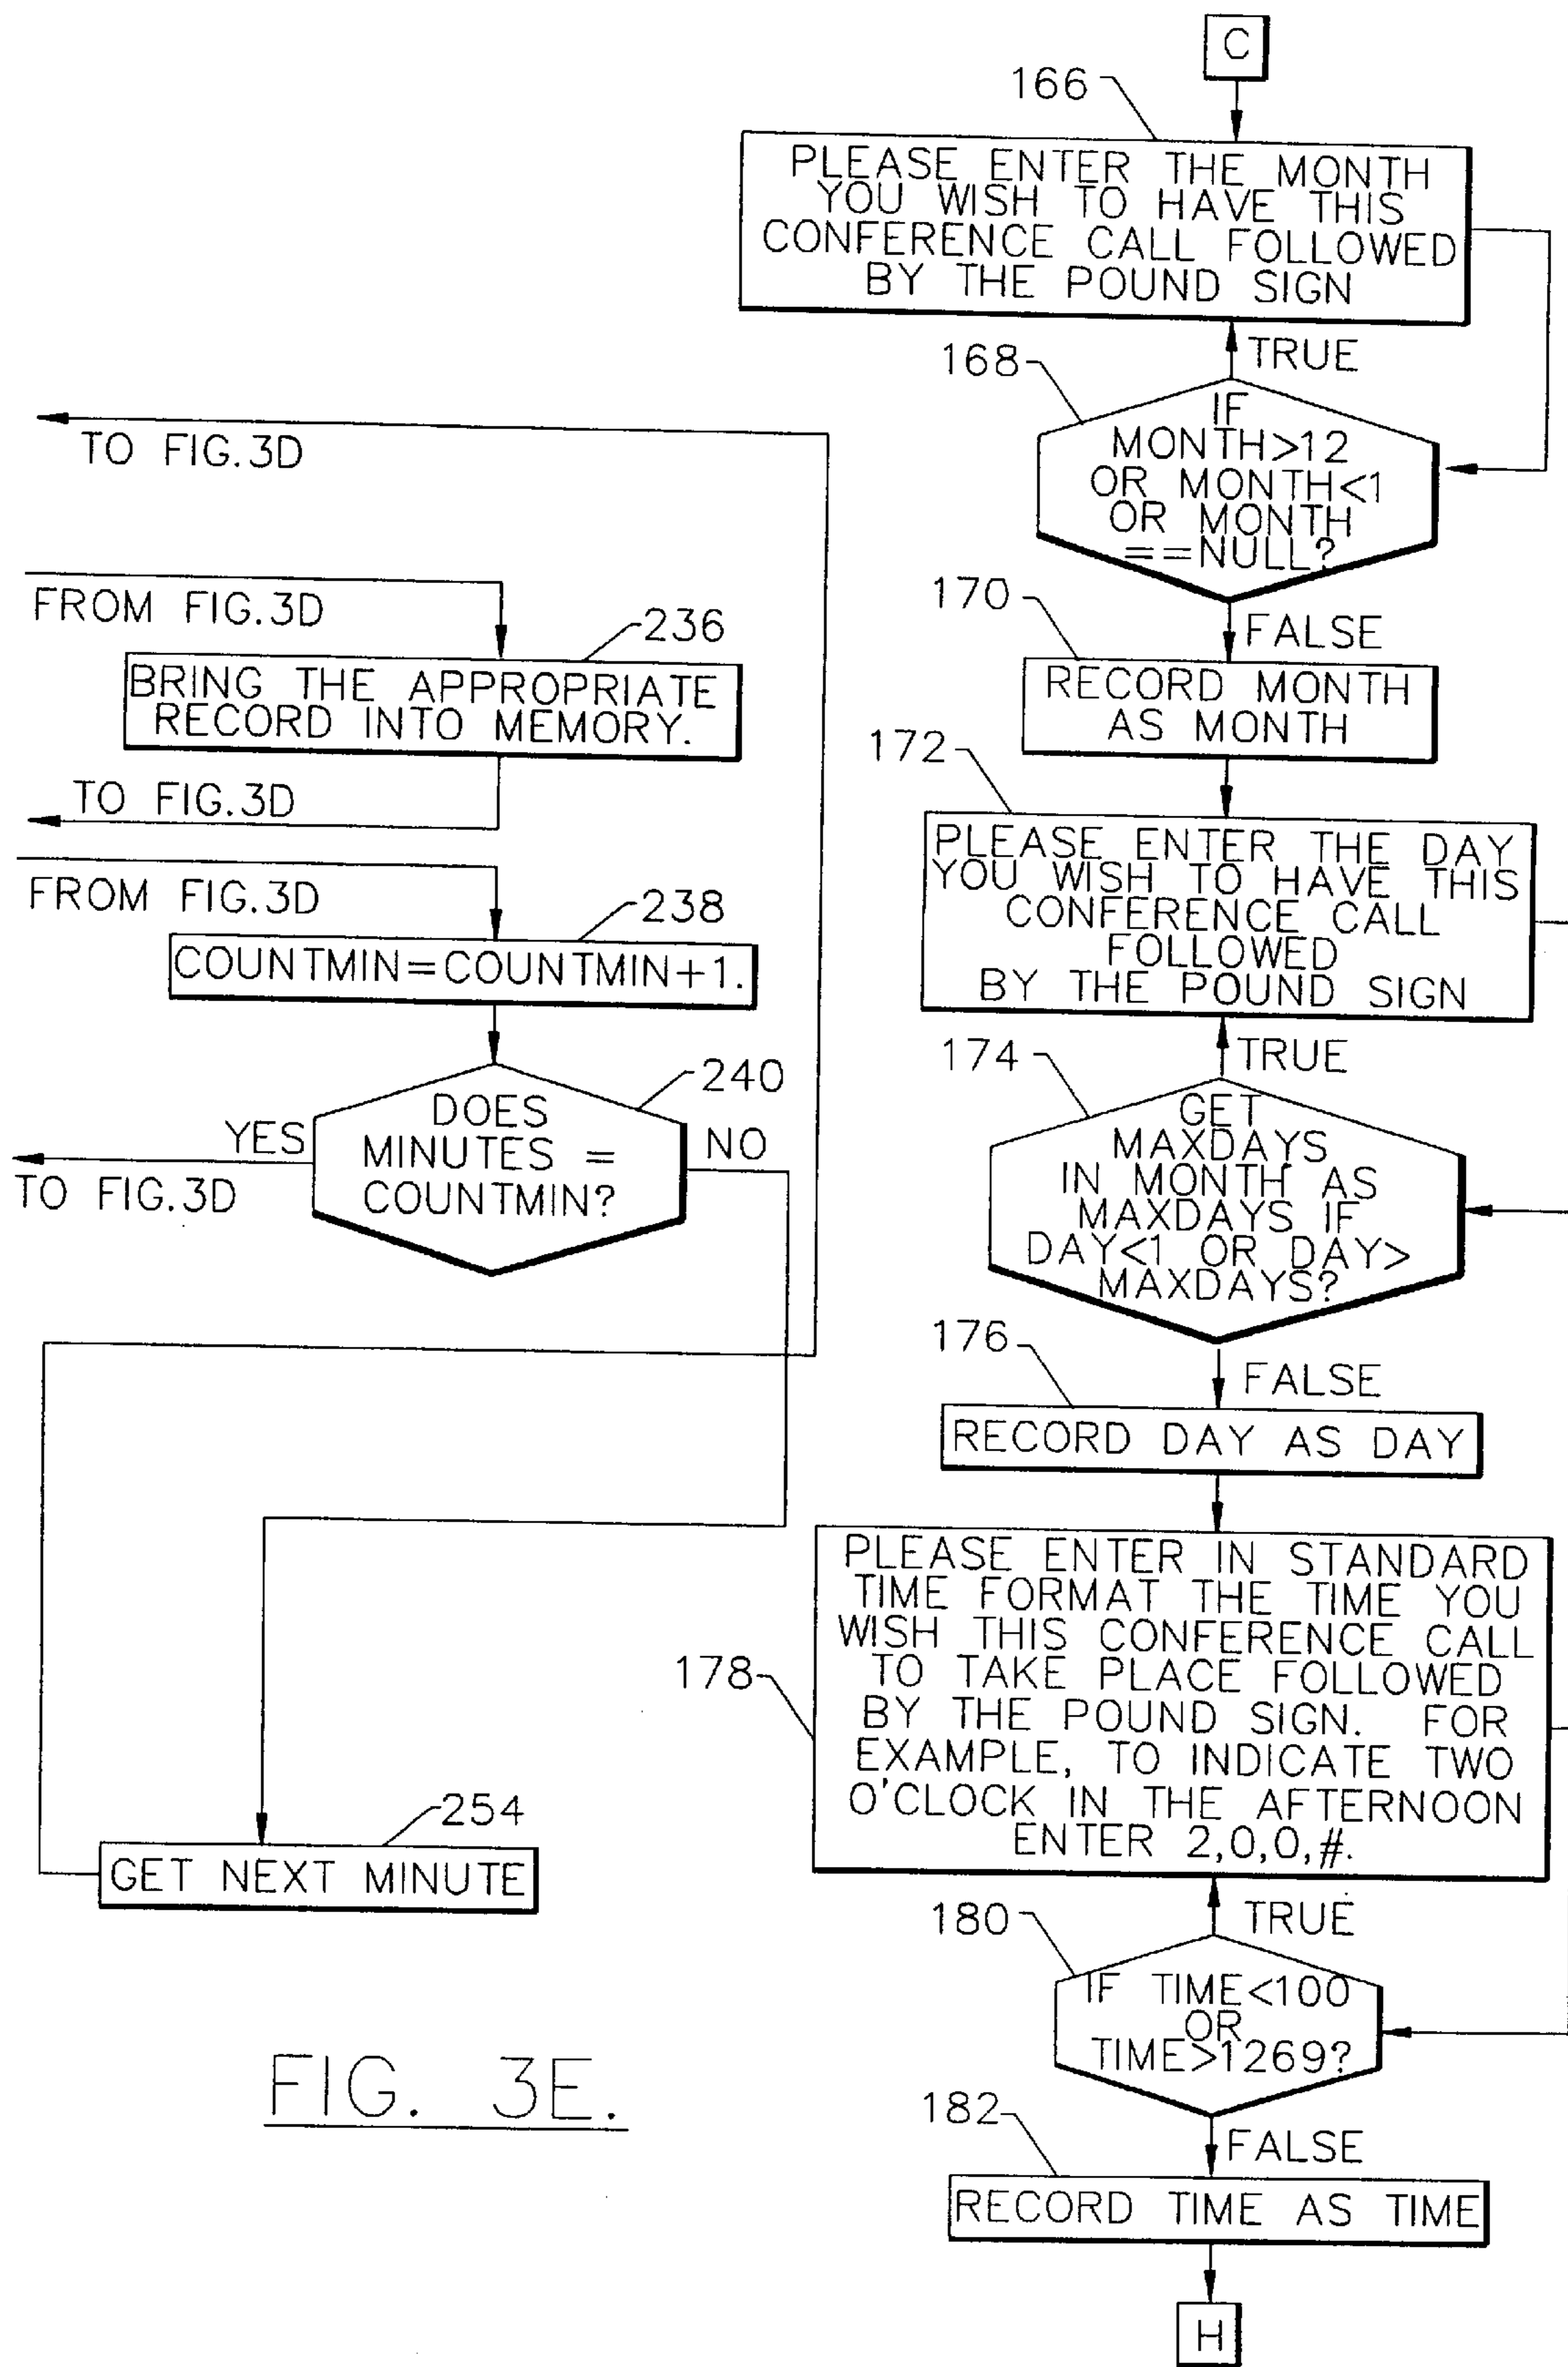 C
166
PLEASE ENTER THE MONTH
YOU WISH TO HAVE THIS
CONFERENCE CALL FOLLOWED
BY THE POUND SIGN
168
TRUE
IF
MONTH>12
OR MONTH<1
OR MONTH
==NULL?
170
FALSE
RECORD MONTH
AS MONTH
172
PLEASE ENTER THE DAY
YOU WISH TO HAVE THIS
CONFERENCE CALL
FOLLOWED
BY THE POUND SIGN
174
TRUE
GET
MAXDAYS
IN MONTH AS
MAXDAYS IF
DAY<1 OR DAY>
MAXDAYS?
176
FALSE
RECORD DAY AS DAY
178
PLEASE ENTER IN STANDARD
TIME FORMAT THE TIME YOU
WISH THIS CONFERENCE CALL
TO TAKE PLACE FOLLOWED
BY THE POUND SIGN. FOR
EXAMPLE, TO INDICATE TWO
O'CLOCK IN THE AFTERNOON
ENTER 2,0,0,#.
180
TRUE
IF TIME<100
OR
TIME>1269?
182
FALSE
RECORD TIME AS TIME
H
TO FIG.3D
FROM FIG.3D
236
BRING THE APPROPRIATE
RECORD INTO MEMORY.
TO FIG.3D
FROM FIG.3D
238
COUNTMIN=COUNTMIN+1.
240
DOES
MINUTES =
COUNTMIN?
YES
NO
TO FIG.3D
254
GET NEXT MINUTE
FIG. 3E.